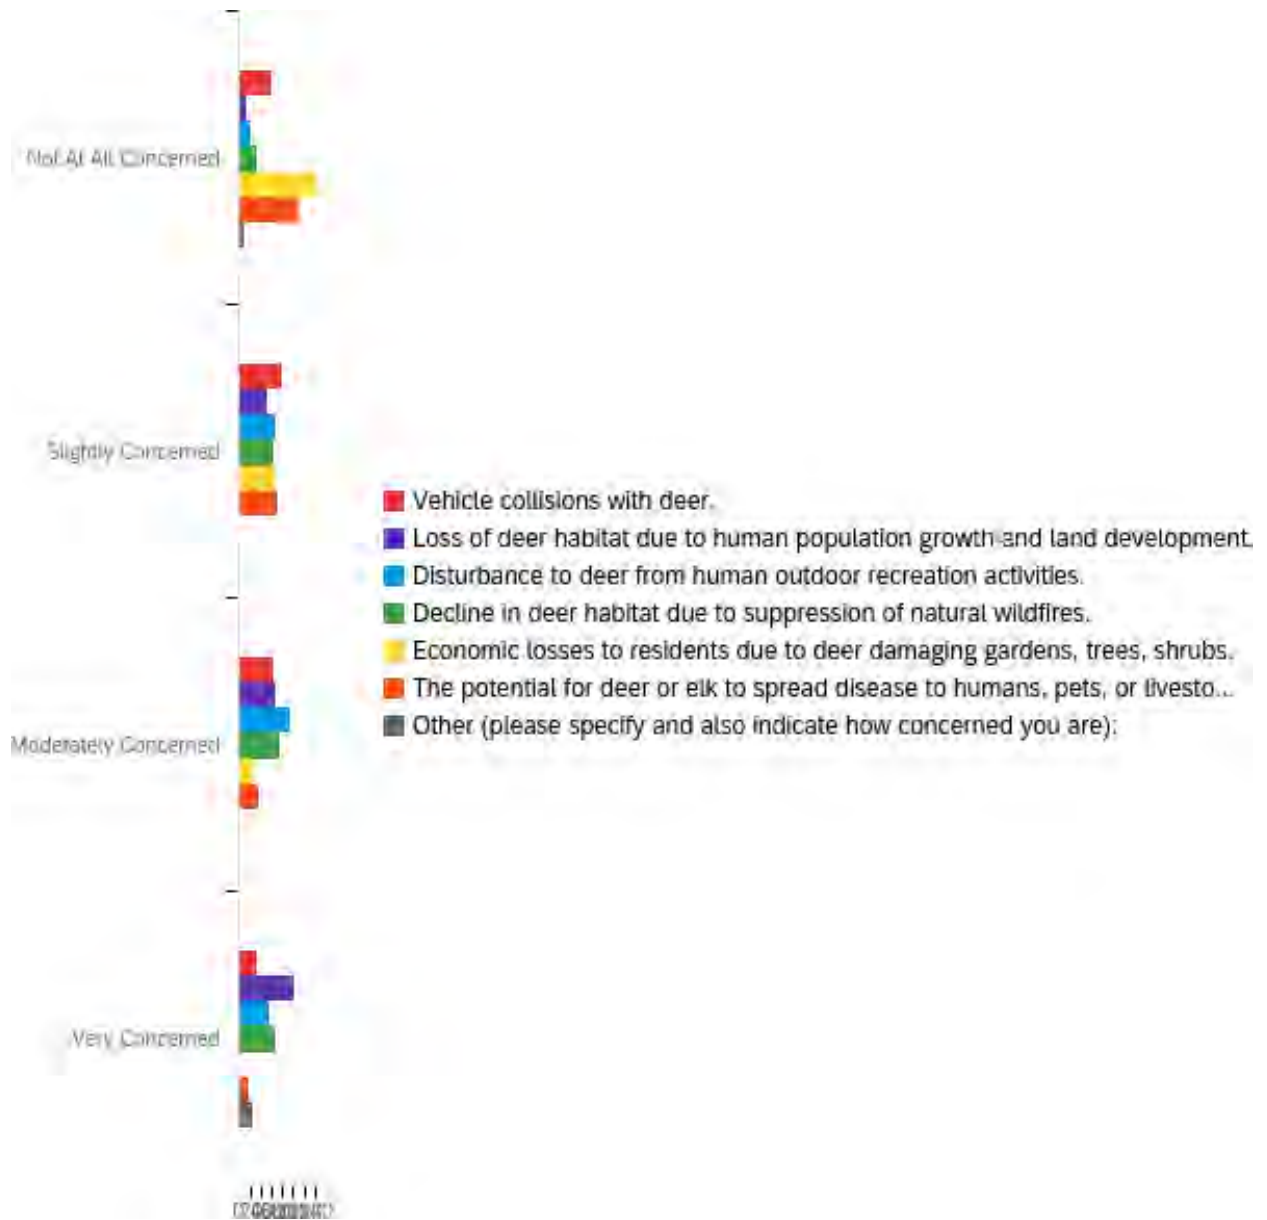 Not At All Concerned
Slightly Concerned
Moderately Concerned
Very Concerned
Vehicle collisions with deer.
Loss of deer habitat due to human population growth and land development.
Disturbance to deer from human outdoor recreation activities.
Decline in deer habitat due to suppression of natural wildfires.
Economic losses to residents due to deer damaging gardens, trees, shrubs.
The potential for deer or elk to spread disease to humans, pets, or livesto...
Other (please specify and also indicate how concerned you are):